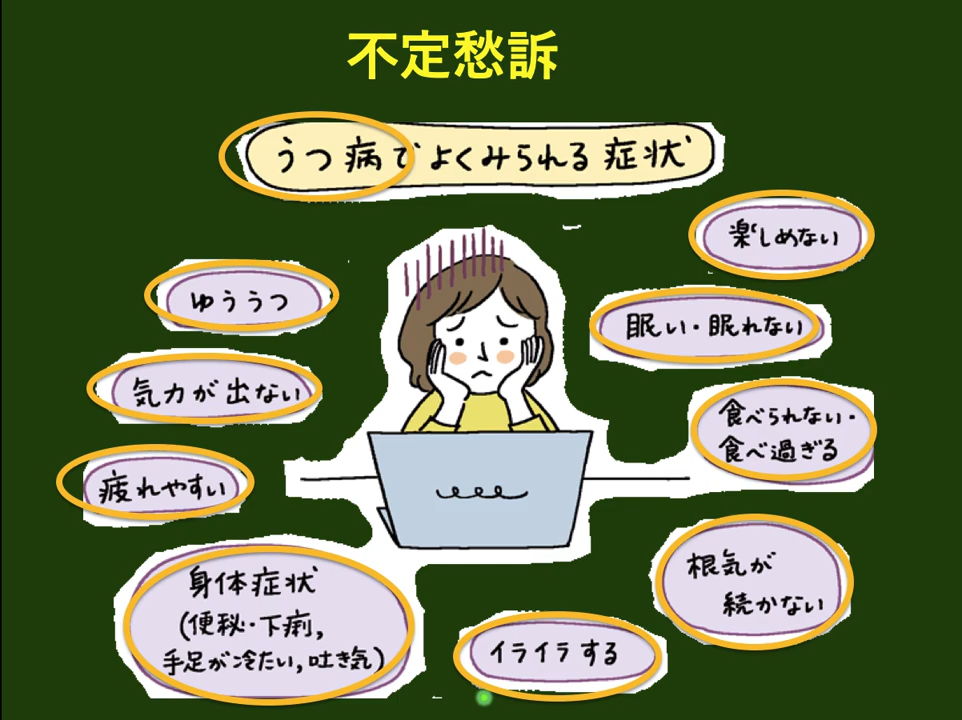 不定愁訴
うつ病でよくみられる症状
楽しめない
ゆううつ
眠い・眠れない
気力が出ない
食べられない・
食べ過ぎる
疲れやすい
根気が
続かない
身体症状
(便秘・下痢,
手足が冷たい,吐き気)
イライラする